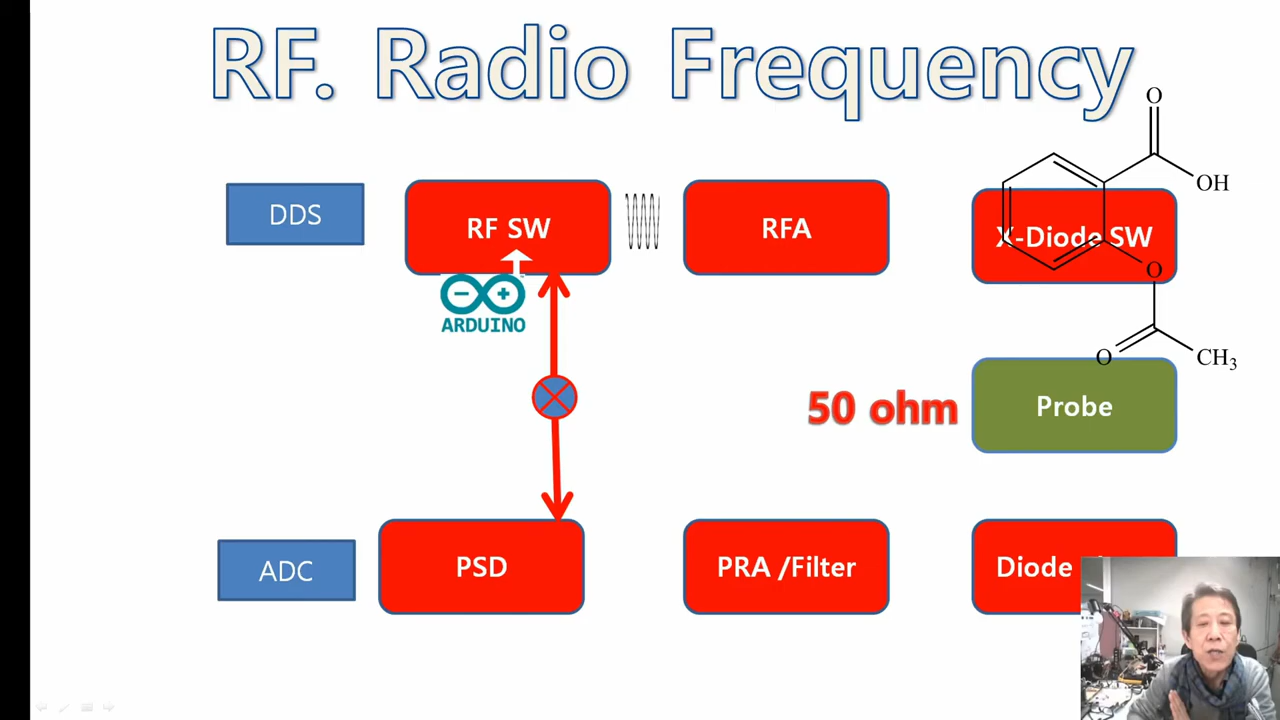 RF. Radio Frequency
O
OH
DDS
RF SW
RFA
X-Diode SW
O
ARDUINO
O
CH3
50 ohm
Probe
ADC
PSD
PRA /Filter
Diode